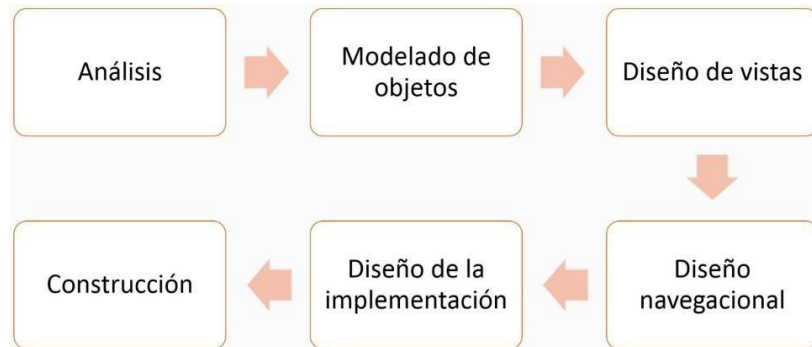 Análisis
Modelado de
objetos
Diseño de vistas
Diseño
navegacional
Diseño de la
implementación
Construcción